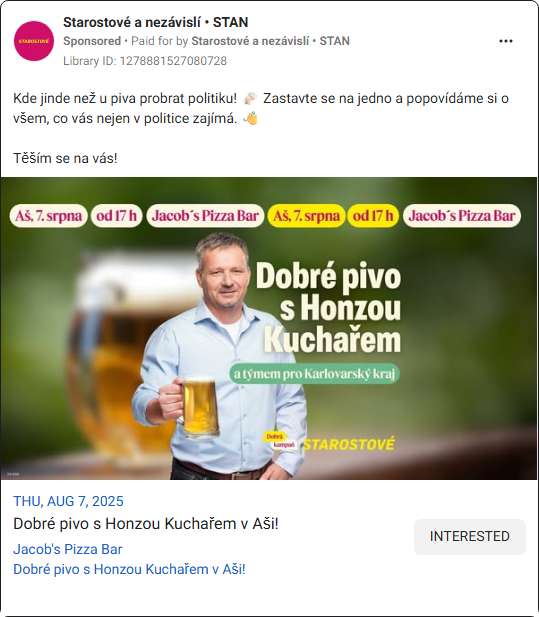 Starostové a nezávislí • STAN
Sponsored • Paid for by Starostové a nezávislí • STAN
Library ID: 1278881527080728
STAROSTOVÉ
Kde jinde než u piva probrat politiku! 🍻 Zastavte se na jedno a popovídáme si o
všem, co vás nejen v politice zajímá. 👋
Těším se na vás!
Aš, 7. srpna od 17 h Jacob´s Pizza Bar Aš, 7. srpna od 17 h Jacob´s Pizza Bar
Dobré pivo
s Honzou
Kuchařem
a týmem pro Karlovarský kraj
Dobrá
kampaň
STAROSTOVÉ
THU, AUG 7, 2025
Dobré pivo s Honzou Kuchařem v Aši!
Jacob's Pizza Bar
Dobré pivo s Honzou Kuchařem v Aši!
INTERESTED